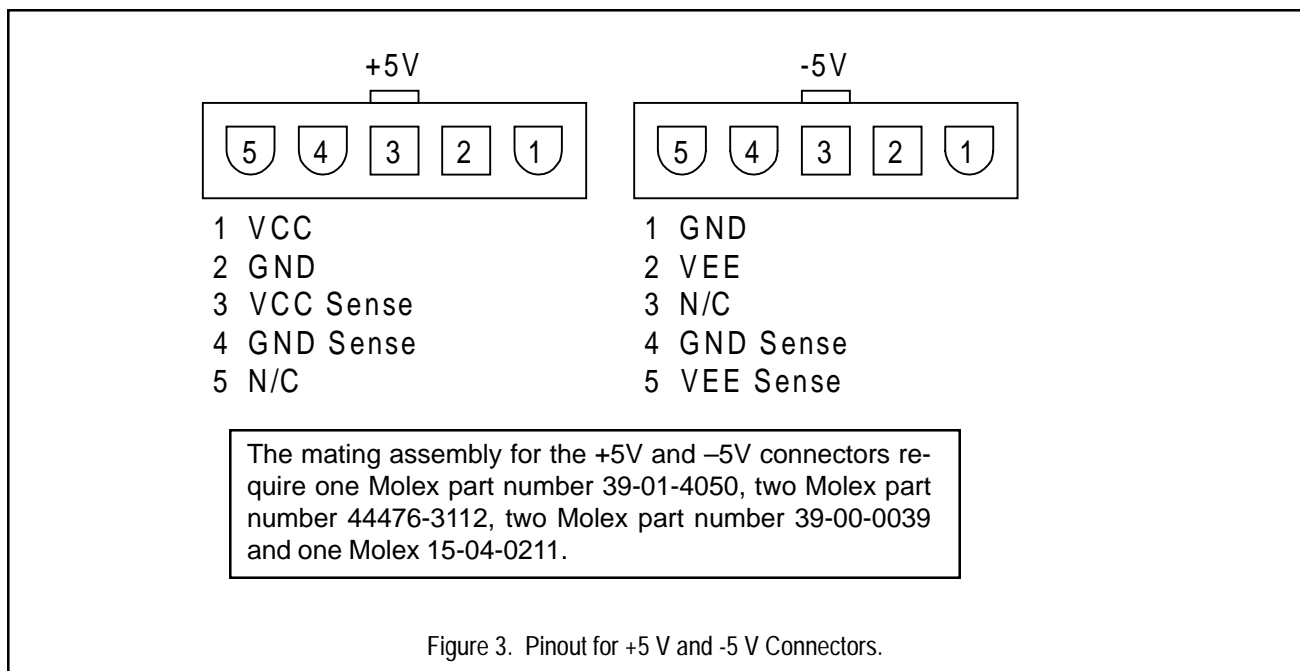 +5V
5 4 3 2 1
1 VCC
2 GND
3 VCC Sense
4 GND Sense
5 N/C
-5V
5 4 3 2 1
1 GND
2 VEE
3 N/C
4 GND Sense
5 VEE Sense
The mating assembly for the +5V and –5V connectors re-
quire one Molex part number 39-01-4050, two Molex part
number 44476-3112, two Molex part number 39-00-0039
and one Molex 15-04-0211.
Figure 3. Pinout for +5 V and -5 V Connectors.